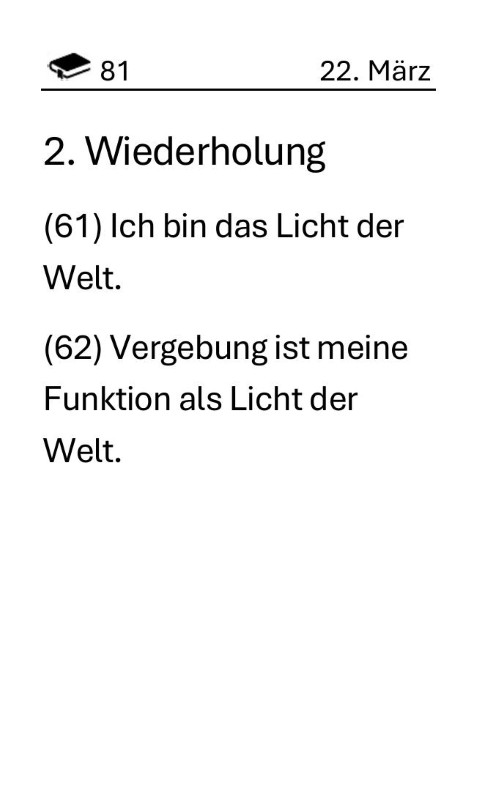 81 22. März
2. Wiederholung
(61) Ich bin das Licht der
Welt.
(62) Vergebung ist meine
Funktion als Licht der
Welt.